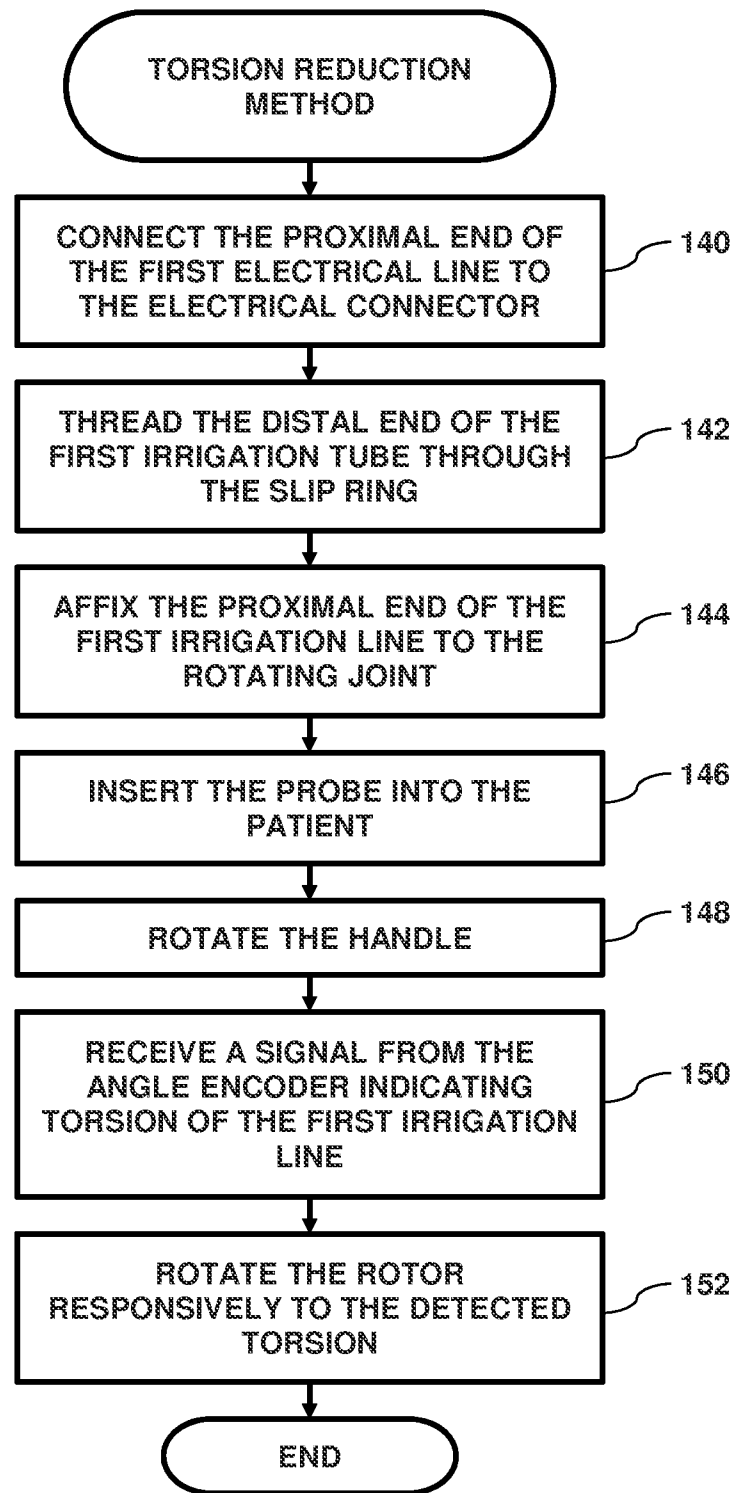 TORSION REDUCTION
METHOD
CONNECT THE PROXIMAL END OF
THE FIRST ELECTRICAL LINE TO
THE ELECTRICAL CONNECTOR
140
THREAD THE DISTAL END OF THE
FIRST IRRIGATION TUBE THROUGH
THE SLIP RING
142
AFFIX THE PROXIMAL END OF THE
FIRST IRRIGATION LINE TO THE
ROTATING JOINT
144
INSERT THE PROBE INTO THE
PATIENT
146
ROTATE THE HANDLE
148
RECEIVE A SIGNAL FROM THE
ANGLE ENCODER INDICATING
TORSION OF THE FIRST IRRIGATION
LINE
150
ROTATE THE ROTOR
RESPONSIVELY TO THE DETECTED
TORSION
152
END